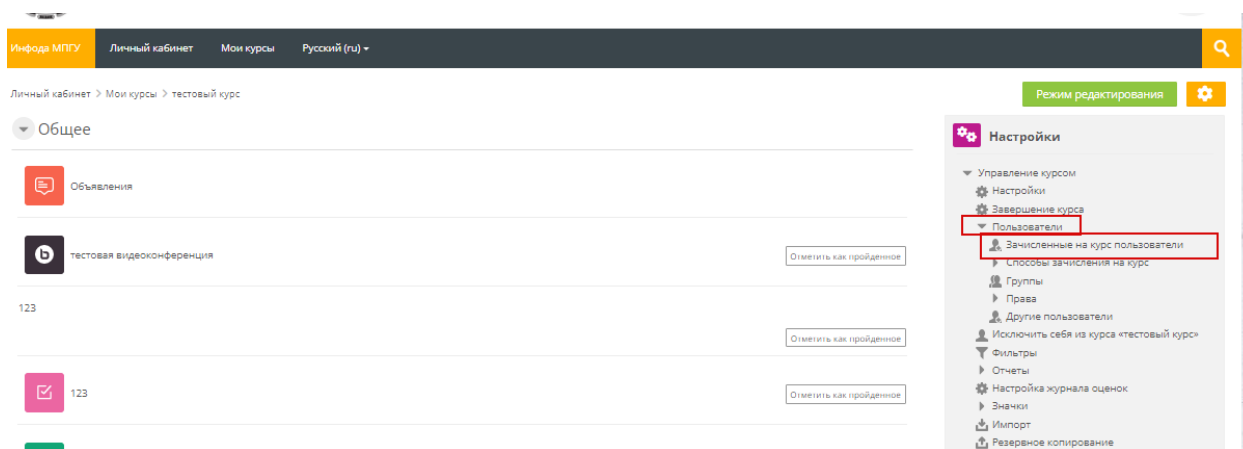 Инфода МПГУ Личный кабинет Мои курсы Русский (ru)
Личный кабинет > Мои курсы > тестовый курс
Режим редактирования
Общее
Объявления
тестовая видеоконференция
Отметить как пройденное
123
Отметить как пройденное
123
Отметить как пройденное
Настройки
Управление курсом
Настройки
Завершение курса
Пользователи
Зачисленные на курс пользователи
Способы зачисления на курс
Группы
Права
Другие пользователи
Исключить себя из курса «тестовый курс»
Фильтры
Отчеты
Настройка журнала оценок
Значки
Импорт
Резервное копирование